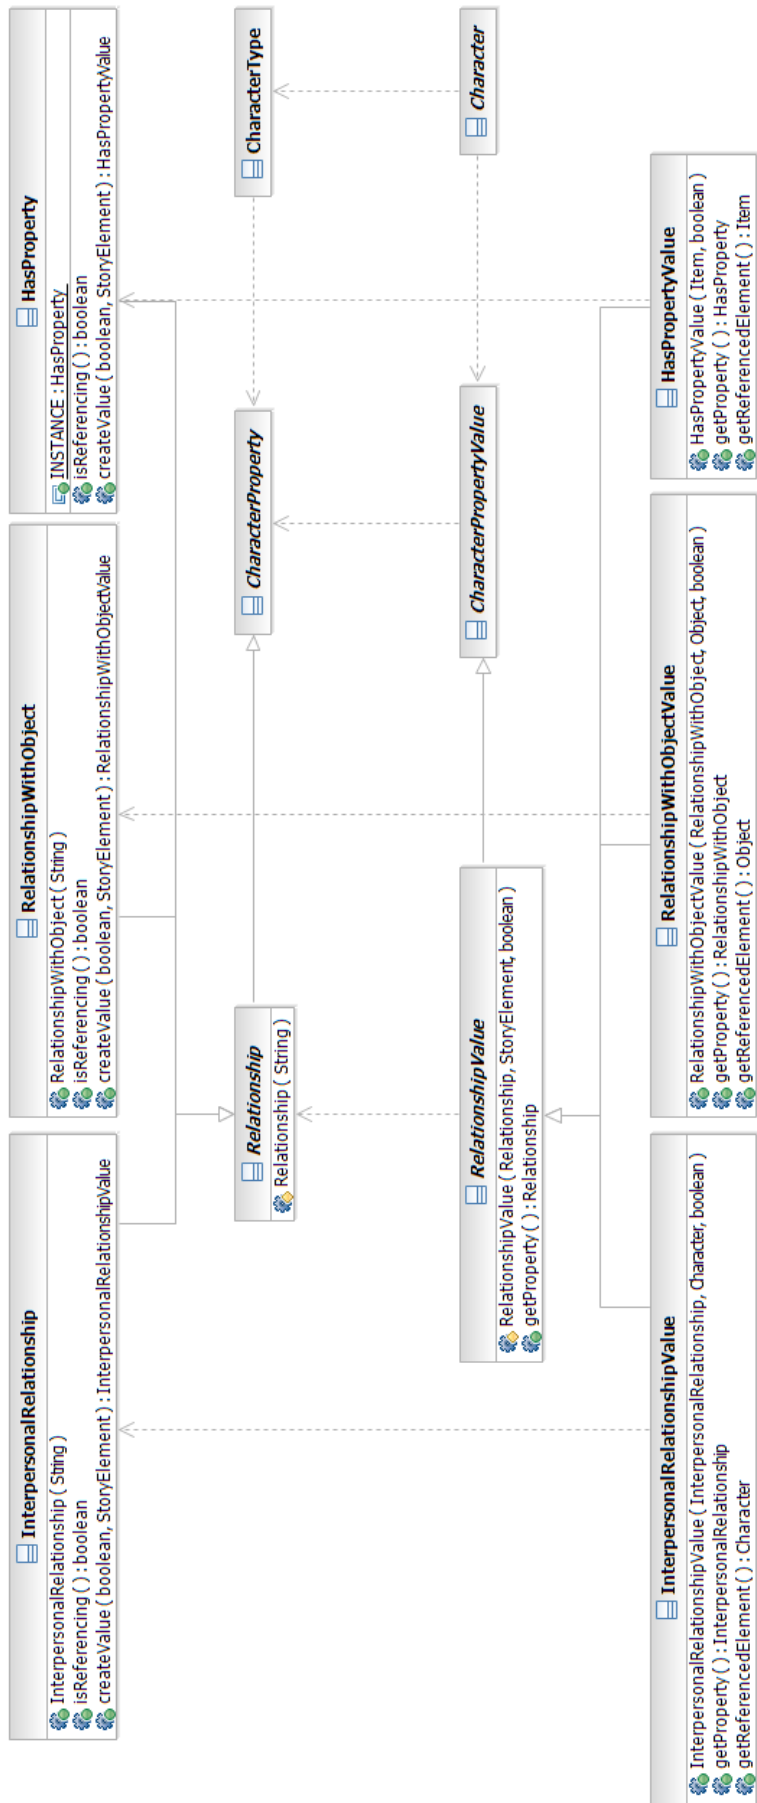 InterpersonalRelationship
InterpersonalRelationship ( String )
isReferencing ( ) : boolean
createValue ( boolean, StoryElement ) : InterpersonalRelationshipValue
RelationshipWithObject
RelationshipWithObject ( String )
isReferencing ( ) : boolean
createValue ( boolean, StoryElement ) : RelationshipWithObjectValue
HasProperty
INSTANCE : HasProperty
isReferencing ( ) : boolean
createValue ( boolean, StoryElement ) : HasPropertyValue
Relationship
Relationship ( String )
CharacterProperty
CharacterType
RelationshipValue
RelationshipValue ( Relationship, StoryElement, boolean )
getProperty ( ) : Relationship
CharacterPropertyValue
Character
InterpersonalRelationshipValue
InterpersonalRelationshipValue ( InterpersonalRelationship, Character, boolean )
getProperty ( ) : InterpersonalRelationship
getReferencedElement ( ) : Character
RelationshipWithObjectValue
RelationshipWithObjectValue ( RelationshipWithObject, Object, boolean )
getProperty ( ) : RelationshipWithObject
getReferencedElement ( ) : Object
HasPropertyValue
HasPropertyValue ( Item, boolean )
getProperty ( ) : HasProperty
getReferencedElement ( ) : Item